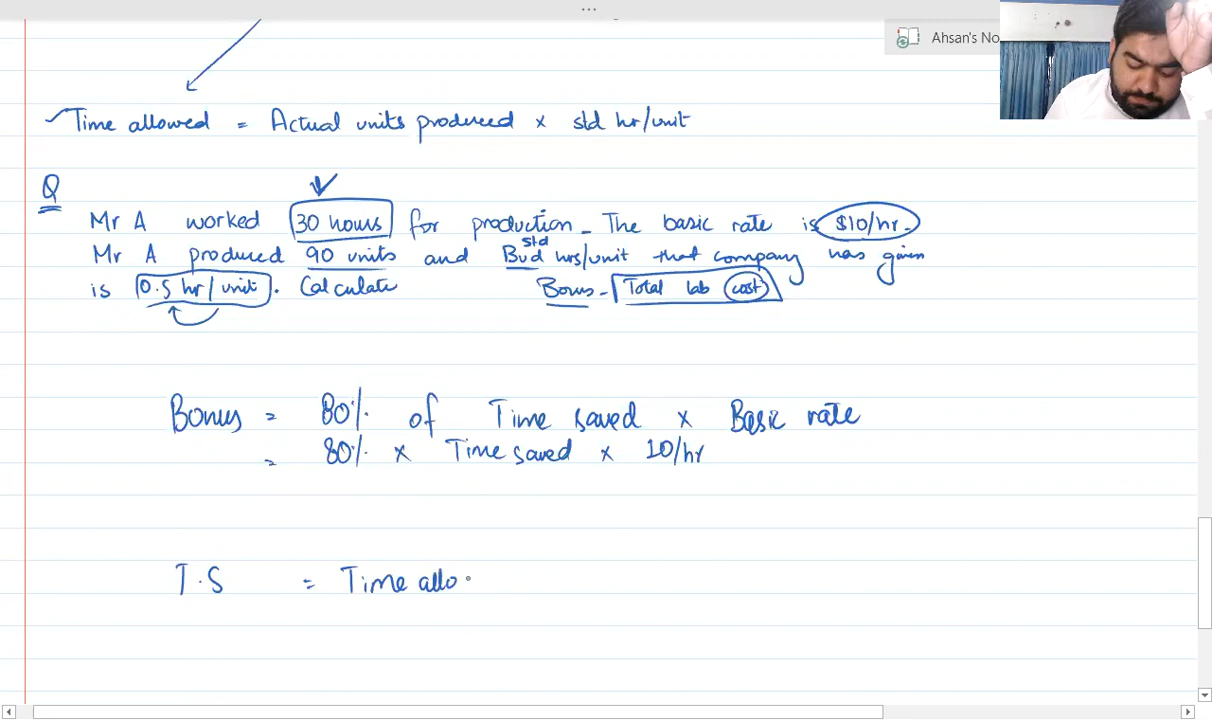 ...
Ahsan's No
Time allowed = Actual units produced x std hr/unit
Q
Mr A worked 30 hours for production_ The basic rate is $10/hr.
std
Mr A produced 90 units and Bud hrs/unit that company has given
is 0.5 hr/unit. Calculate Bonus_ Total lab cost
Bonus = 80% of Time saved x Basic rate
= 80% x Time saved x 10/hr
T.S = Time allo